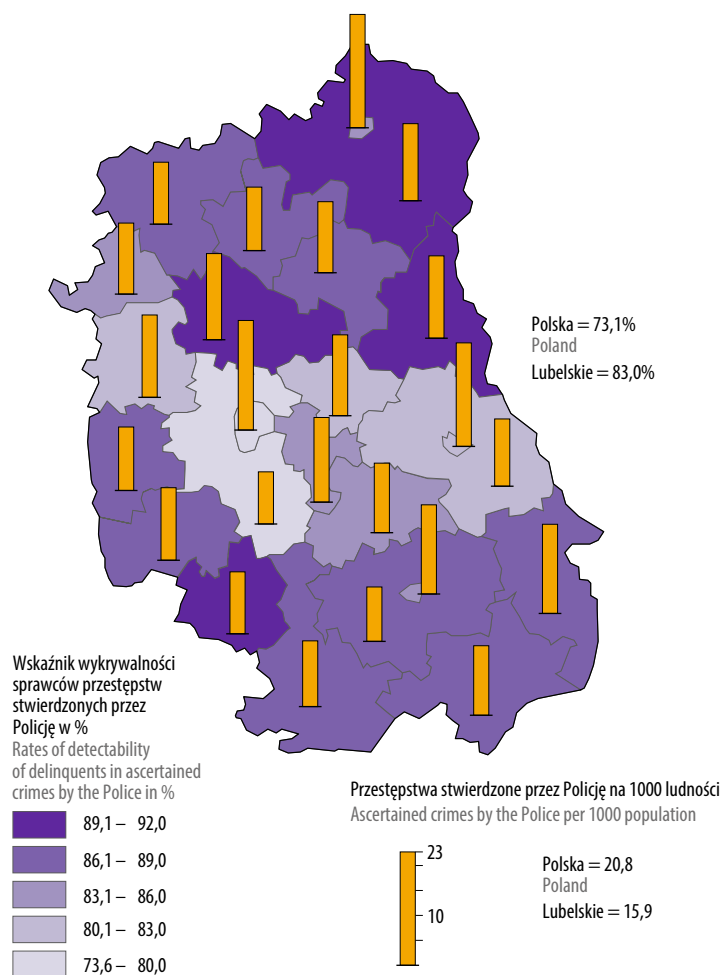 Polska = 73,1%
Poland
Lubelskie = 83,0%
Wskaźnik wykrywalności
sprawców przestępstw
stwierdzonych przez
Policję w %
Rates of detectability
of delinquents in ascertained
crimes by the Police in %
89,1 – 92,0
86,1 – 89,0
83,1 – 86,0
80,1 – 83,0
73,6 – 80,0
Przestępstwa stwierdzone przez Policję na 1000 ludności
Ascertained crimes by the Police per 1000 population
23
10
Polska = 20,8
Poland
Lubelskie = 15,9